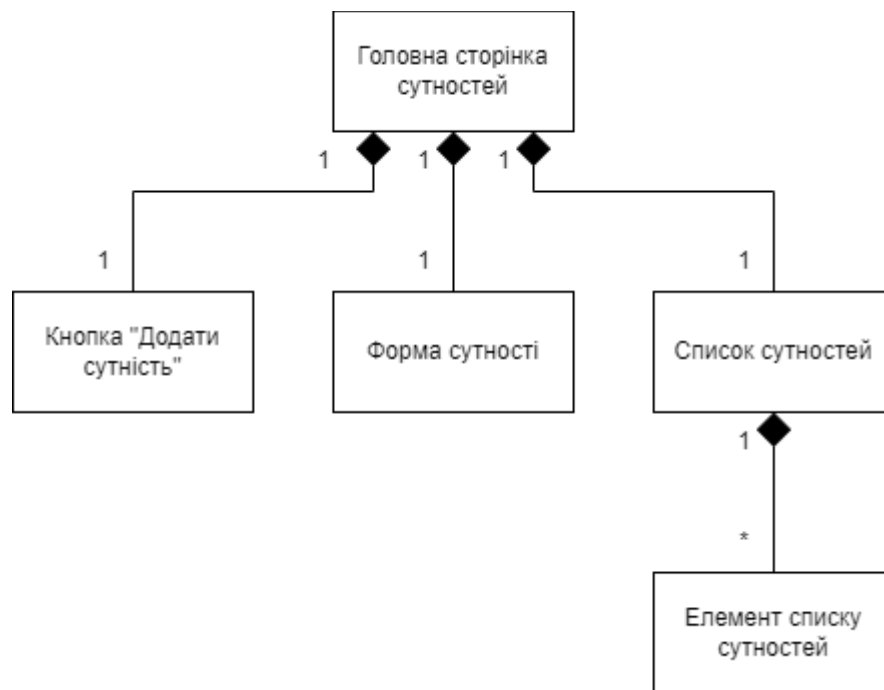 Головна сторінка
сутностей
1
1
1
1
1
1
Кнопка "Додати
сутність"
Форма сутності
Список сутностей
1
*
Елемент списку
сутностей